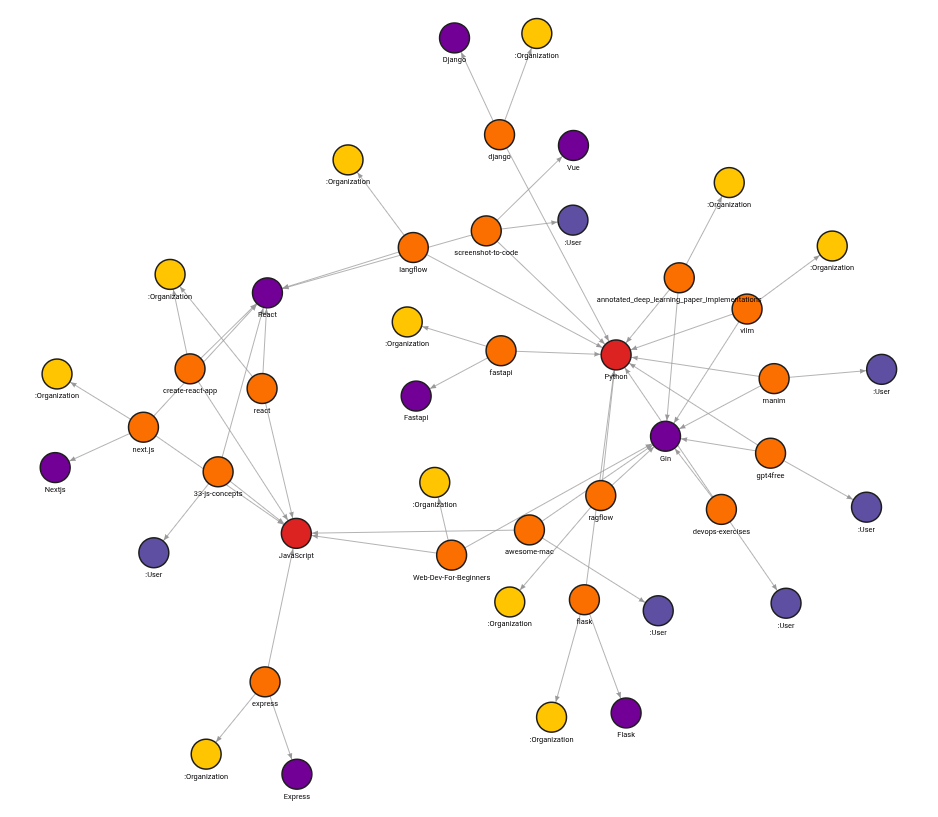 Django
:Organization
django
Vue
:Organization
:Organization
:User
screenshot-to-code
langflow
:Organization
:Organization
annotated_deep_learning_paper_implementations
React
vllm
:Organization
fastapi
Python
create-react-app
:User
:Organization
manim
react
Fastapi
next.js
Gin
gpt4free
Nextjs
33-js-concepts
:Organization
ragflow
:User
devops-exercises
JavaScript
awesome-mac
:User
Web-Dev-For-Beginners
:Organization
flask
:User
:User
express
Flask
:Organization
:Organization
Express